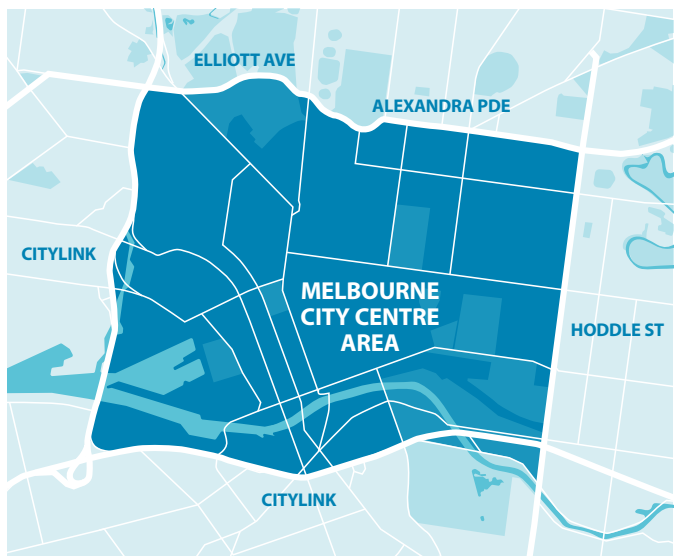 ELLIOTT AVE
ALEXANDRA PDE
CITYLINK
MELBOURNE
CITY CENTRE
AREA
HODDLE ST
CITYLINK